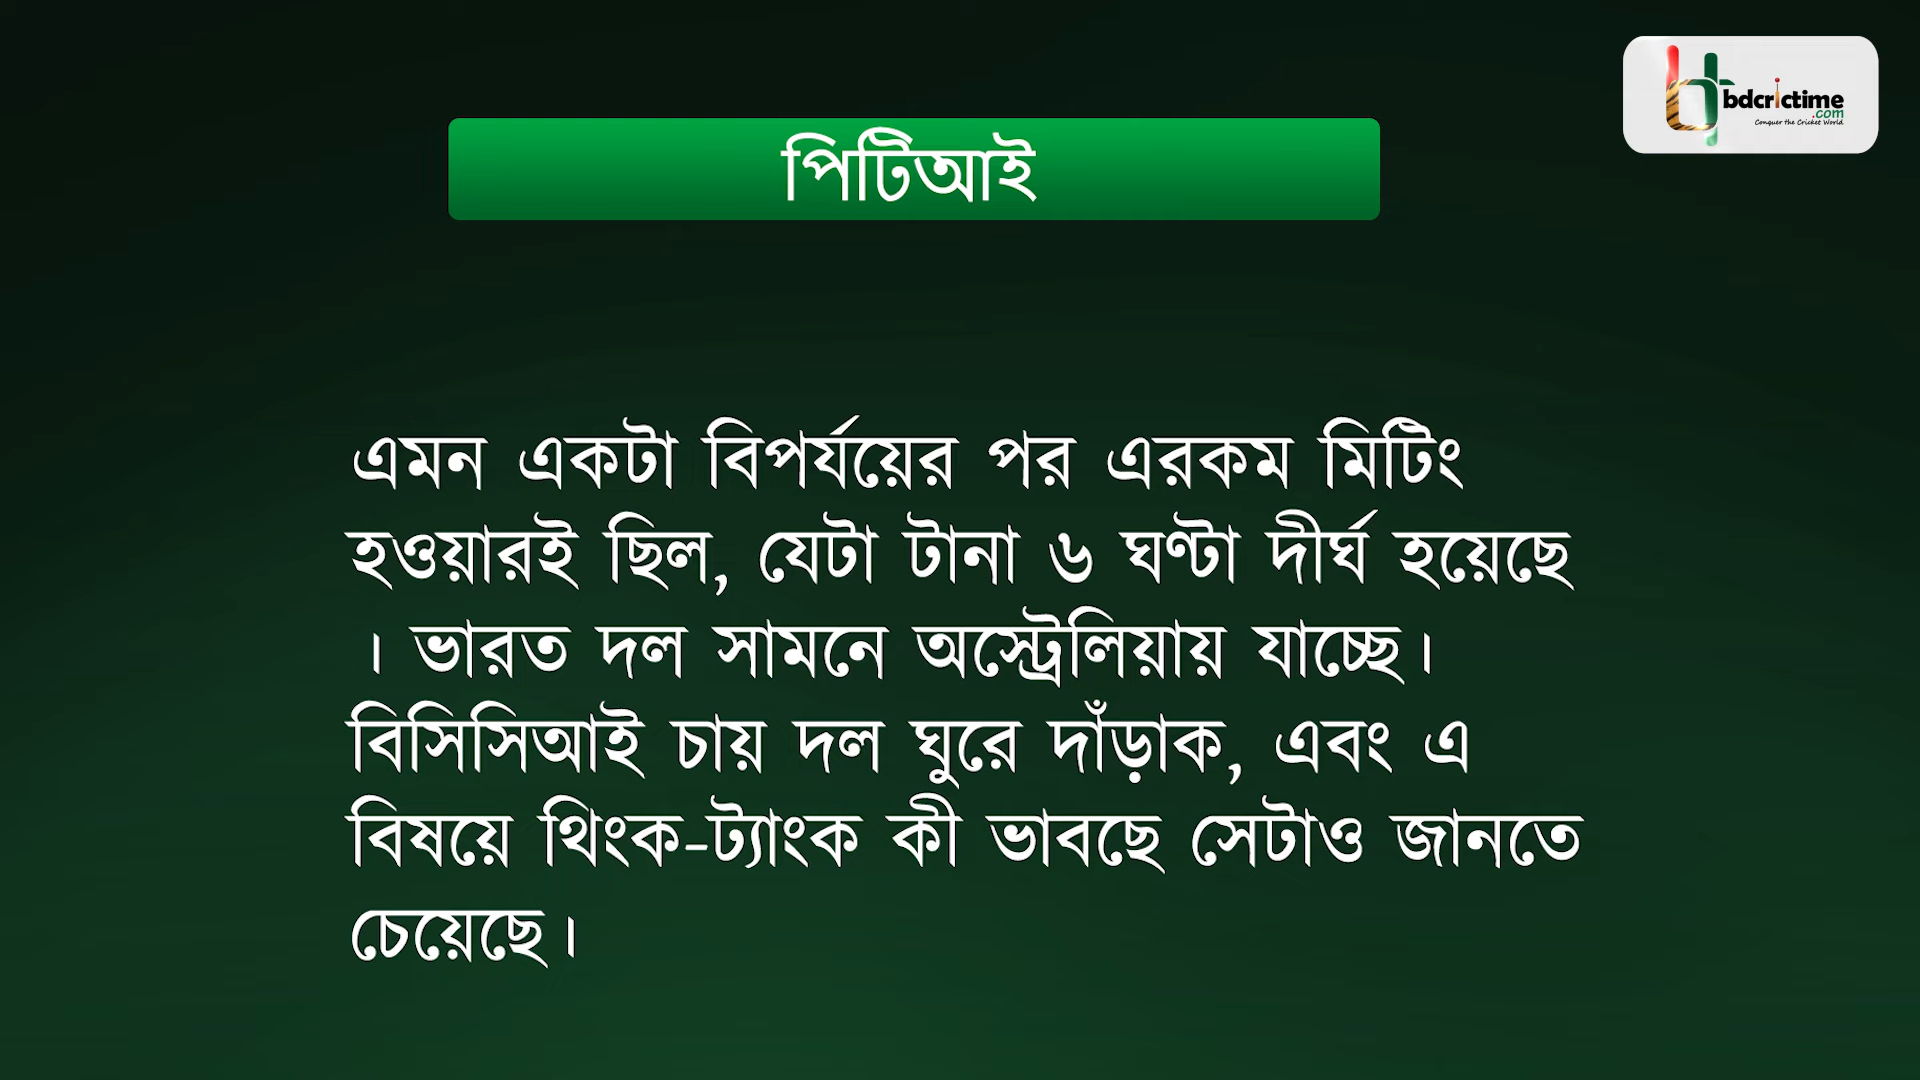 bdcrictime
.com
Conquer the Cricket World
পিটিআই
এমন একটা বিপর্যয়ের পর এরকম মিটিং
হওয়ারই ছিল, যেটা টানা ৬ ঘণ্টা দীর্ঘ হয়েছে
। ভারত দল সামনে অস্ট্রেলিয়ায় যাচ্ছে।
বিসিসিআই চায় দল ঘুরে দাঁড়াক, এবং এ
বিষয়ে থিংক-ট্যাংক কী ভাবছে সেটাও জানতে
চেয়েছে।